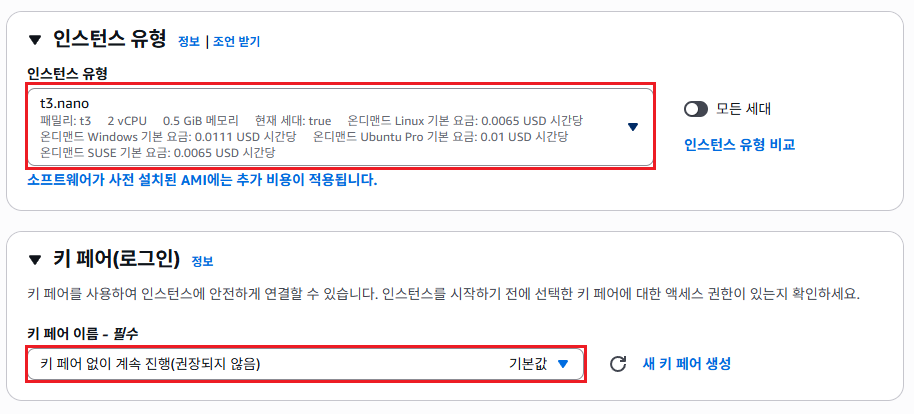 ▼ 인스턴스 유형 정보 | 조언 받기
인스턴스 유형
t3.nano
패밀리: t3 2 vCPU 0.5 GiB 메모리 현재 세대: true 온디맨드 Linux 기본 요금: 0.0065 USD 시간당
온디맨드 Windows 기본 요금: 0.0111 USD 시간당 온디맨드 Ubuntu Pro 기본 요금: 0.01 USD 시간당
온디맨드 SUSE 기본 요금: 0.0065 USD 시간당
모든 세대
인스턴스 유형 비교
소프트웨어가 사전 설치된 AMI에는 추가 비용이 적용됩니다.
▼ 키 페어(로그인) 정보
키 페어를 사용하여 인스턴스에 안전하게 연결할 수 있습니다. 인스턴스를 시작하기 전에 선택한 키 페어에 대한 액세스 권한이 있는지 확인하세요.
키 페어 이름 - 필수
키 페어 없이 계속 진행(권장되지 않음) 기본값
새 키 페어 생성